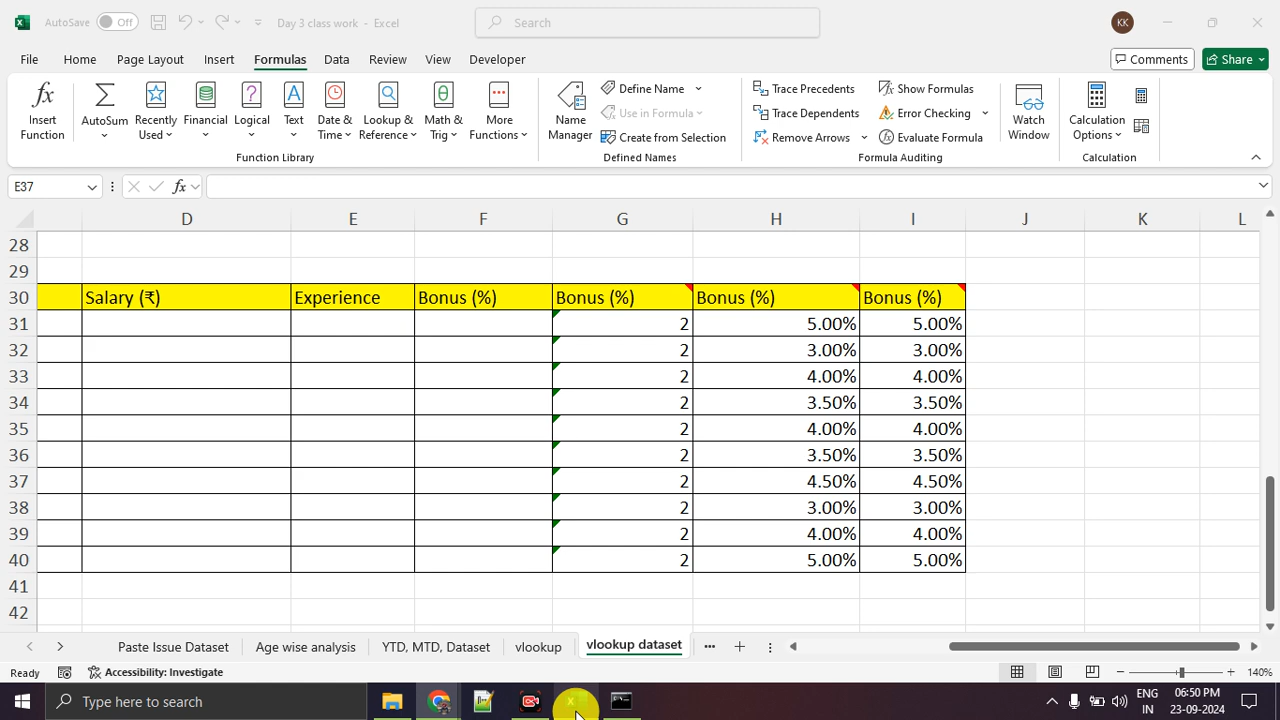 AutoSave Off Day 3 class work - Excel Search KK
File Home Page Layout Insert Formulas Data Review View Developer Comments Share
Insert Function
AutoSum
Recently Used
Financial
Logical
Text
Date & Time
Lookup & Reference
Math & Trig
More Functions
Function Library
Name Manager
Define Name
Use in Formula
Create from Selection
Defined Names
Trace Precedents
Trace Dependents
Remove Arrows
Show Formulas
Error Checking
Evaluate Formula
Formula Auditing
Watch Window
Calculation Options
Calculation
E37 fx
D E F G H I J K L
28
29
30 Salary (₹) Experience Bonus (%) Bonus (%) Bonus (%) Bonus (%)
31 2 5.00% 5.00%
32 2 3.00% 3.00%
33 2 4.00% 4.00%
34 2 3.50% 3.50%
35 2 4.00% 4.00%
36 2 3.50% 3.50%
37 2 4.50% 4.50%
38 2 3.00% 3.00%
39 2 4.00% 4.00%
40 2 5.00% 5.00%
41
42
Paste Issue Dataset Age wise analysis YTD, MTD, Dataset vlookup vlookup dataset ...
Ready Accessibility: Investigate 140%
Type here to search ENG IN 06:50 PM 23-09-2024